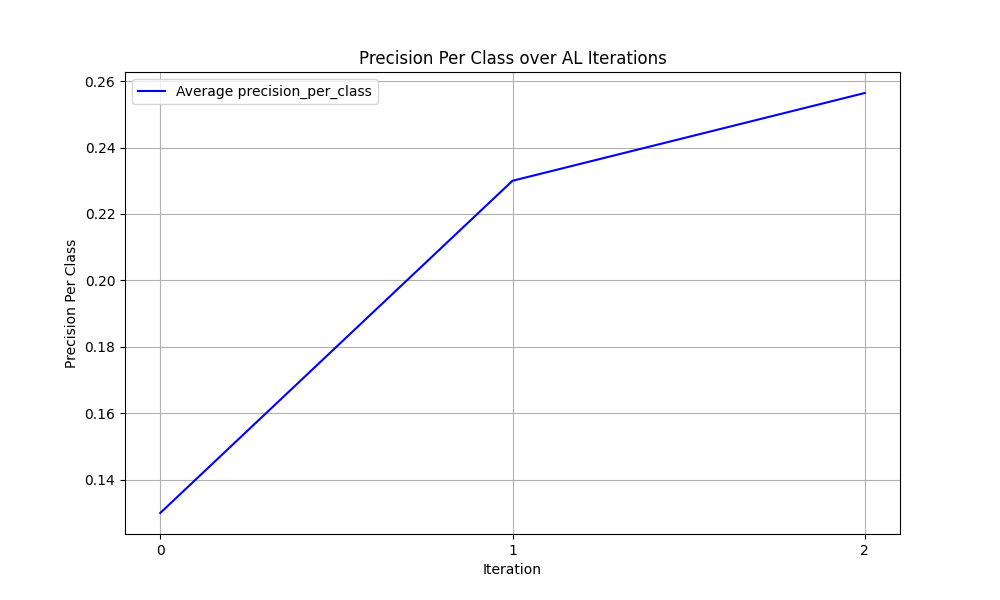 Precision Per Class over AL Iterations
Average precision_per_class
0.26
0.24
0.22
0.20
0.18
0.16
0.14
Precision Per Class
0
1
2
Iteration